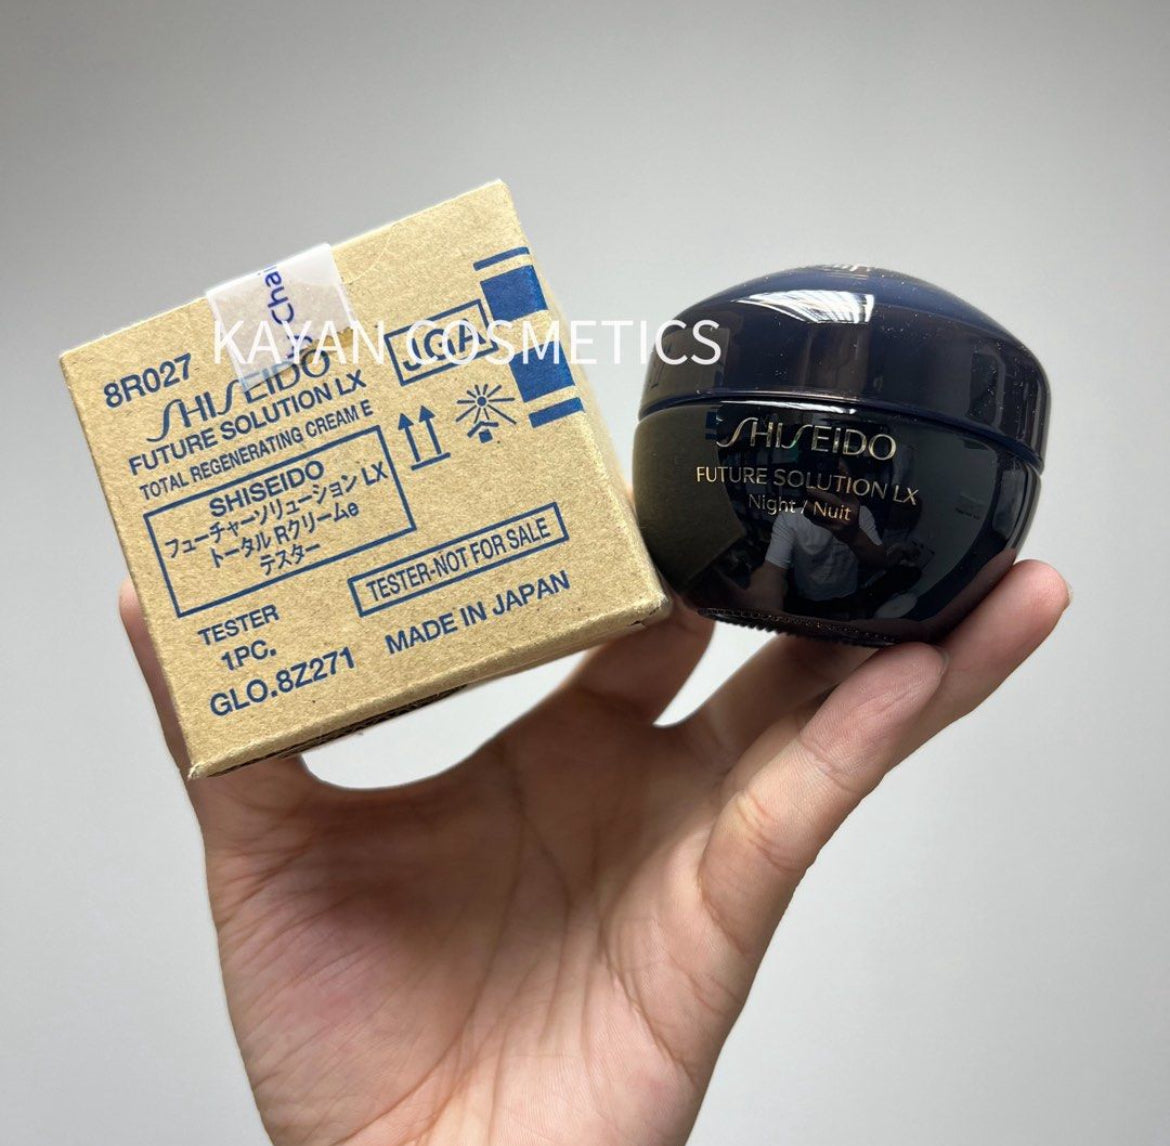 Chai
KAYAN COSMETICS
8R027
SHISEIDO
FUTURE SOLUTION LX
TOTAL REGENERATING CREAM E
SHISEIDO
フューチャーソリューション LX
トータル Rクリームe
テスター
TESTER-NOT FOR SALE
TESTER
1PC.
MADE IN JAPAN
GLO.8Z271
SHISEIDO
FUTURE SOLUTION LX
Night / Nuit